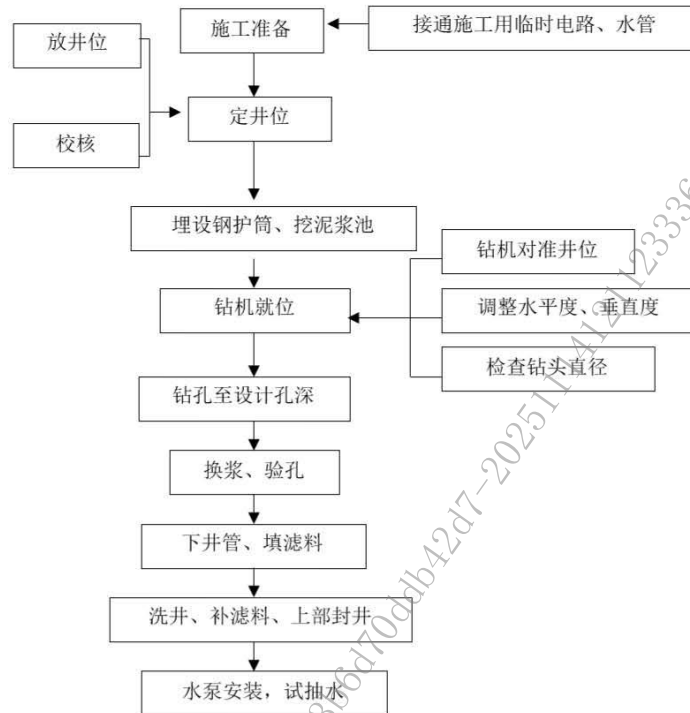 施工准备
接通施工用临时电路、水管
放井位
定井位
校核
埋设钢护筒、挖泥浆池
钻机对准井位
钻机就位
调整水平度、垂直度
检查钻头直径
钻孔至设计孔深
换浆、验孔
下井管、填滤料
洗井、补滤料、上部封井
水泵安装，试抽水